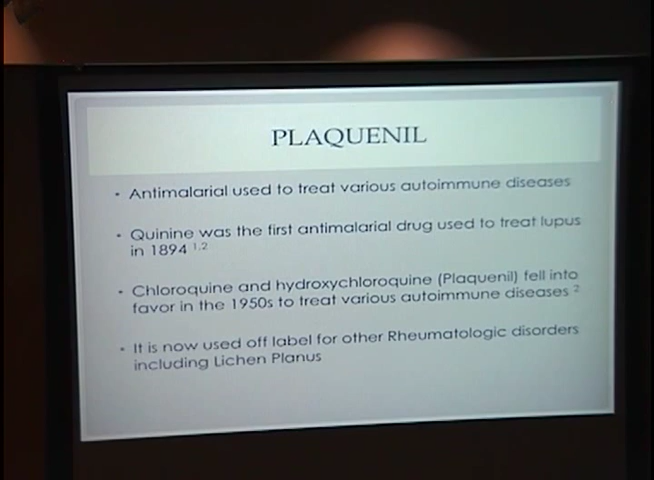 PLAQUENIL
• Antimalarial used to treat various autoimmune diseases
• Quinine was the first antimalarial drug used to treat lupus
in 1894 1,2
• Chloroquine and hydroxychloroquine (Plaquenil) fell into
favor in the 1950s to treat various autoimmune diseases 2
• It is now used off label for other Rheumatologic disorders
including Lichen Planus